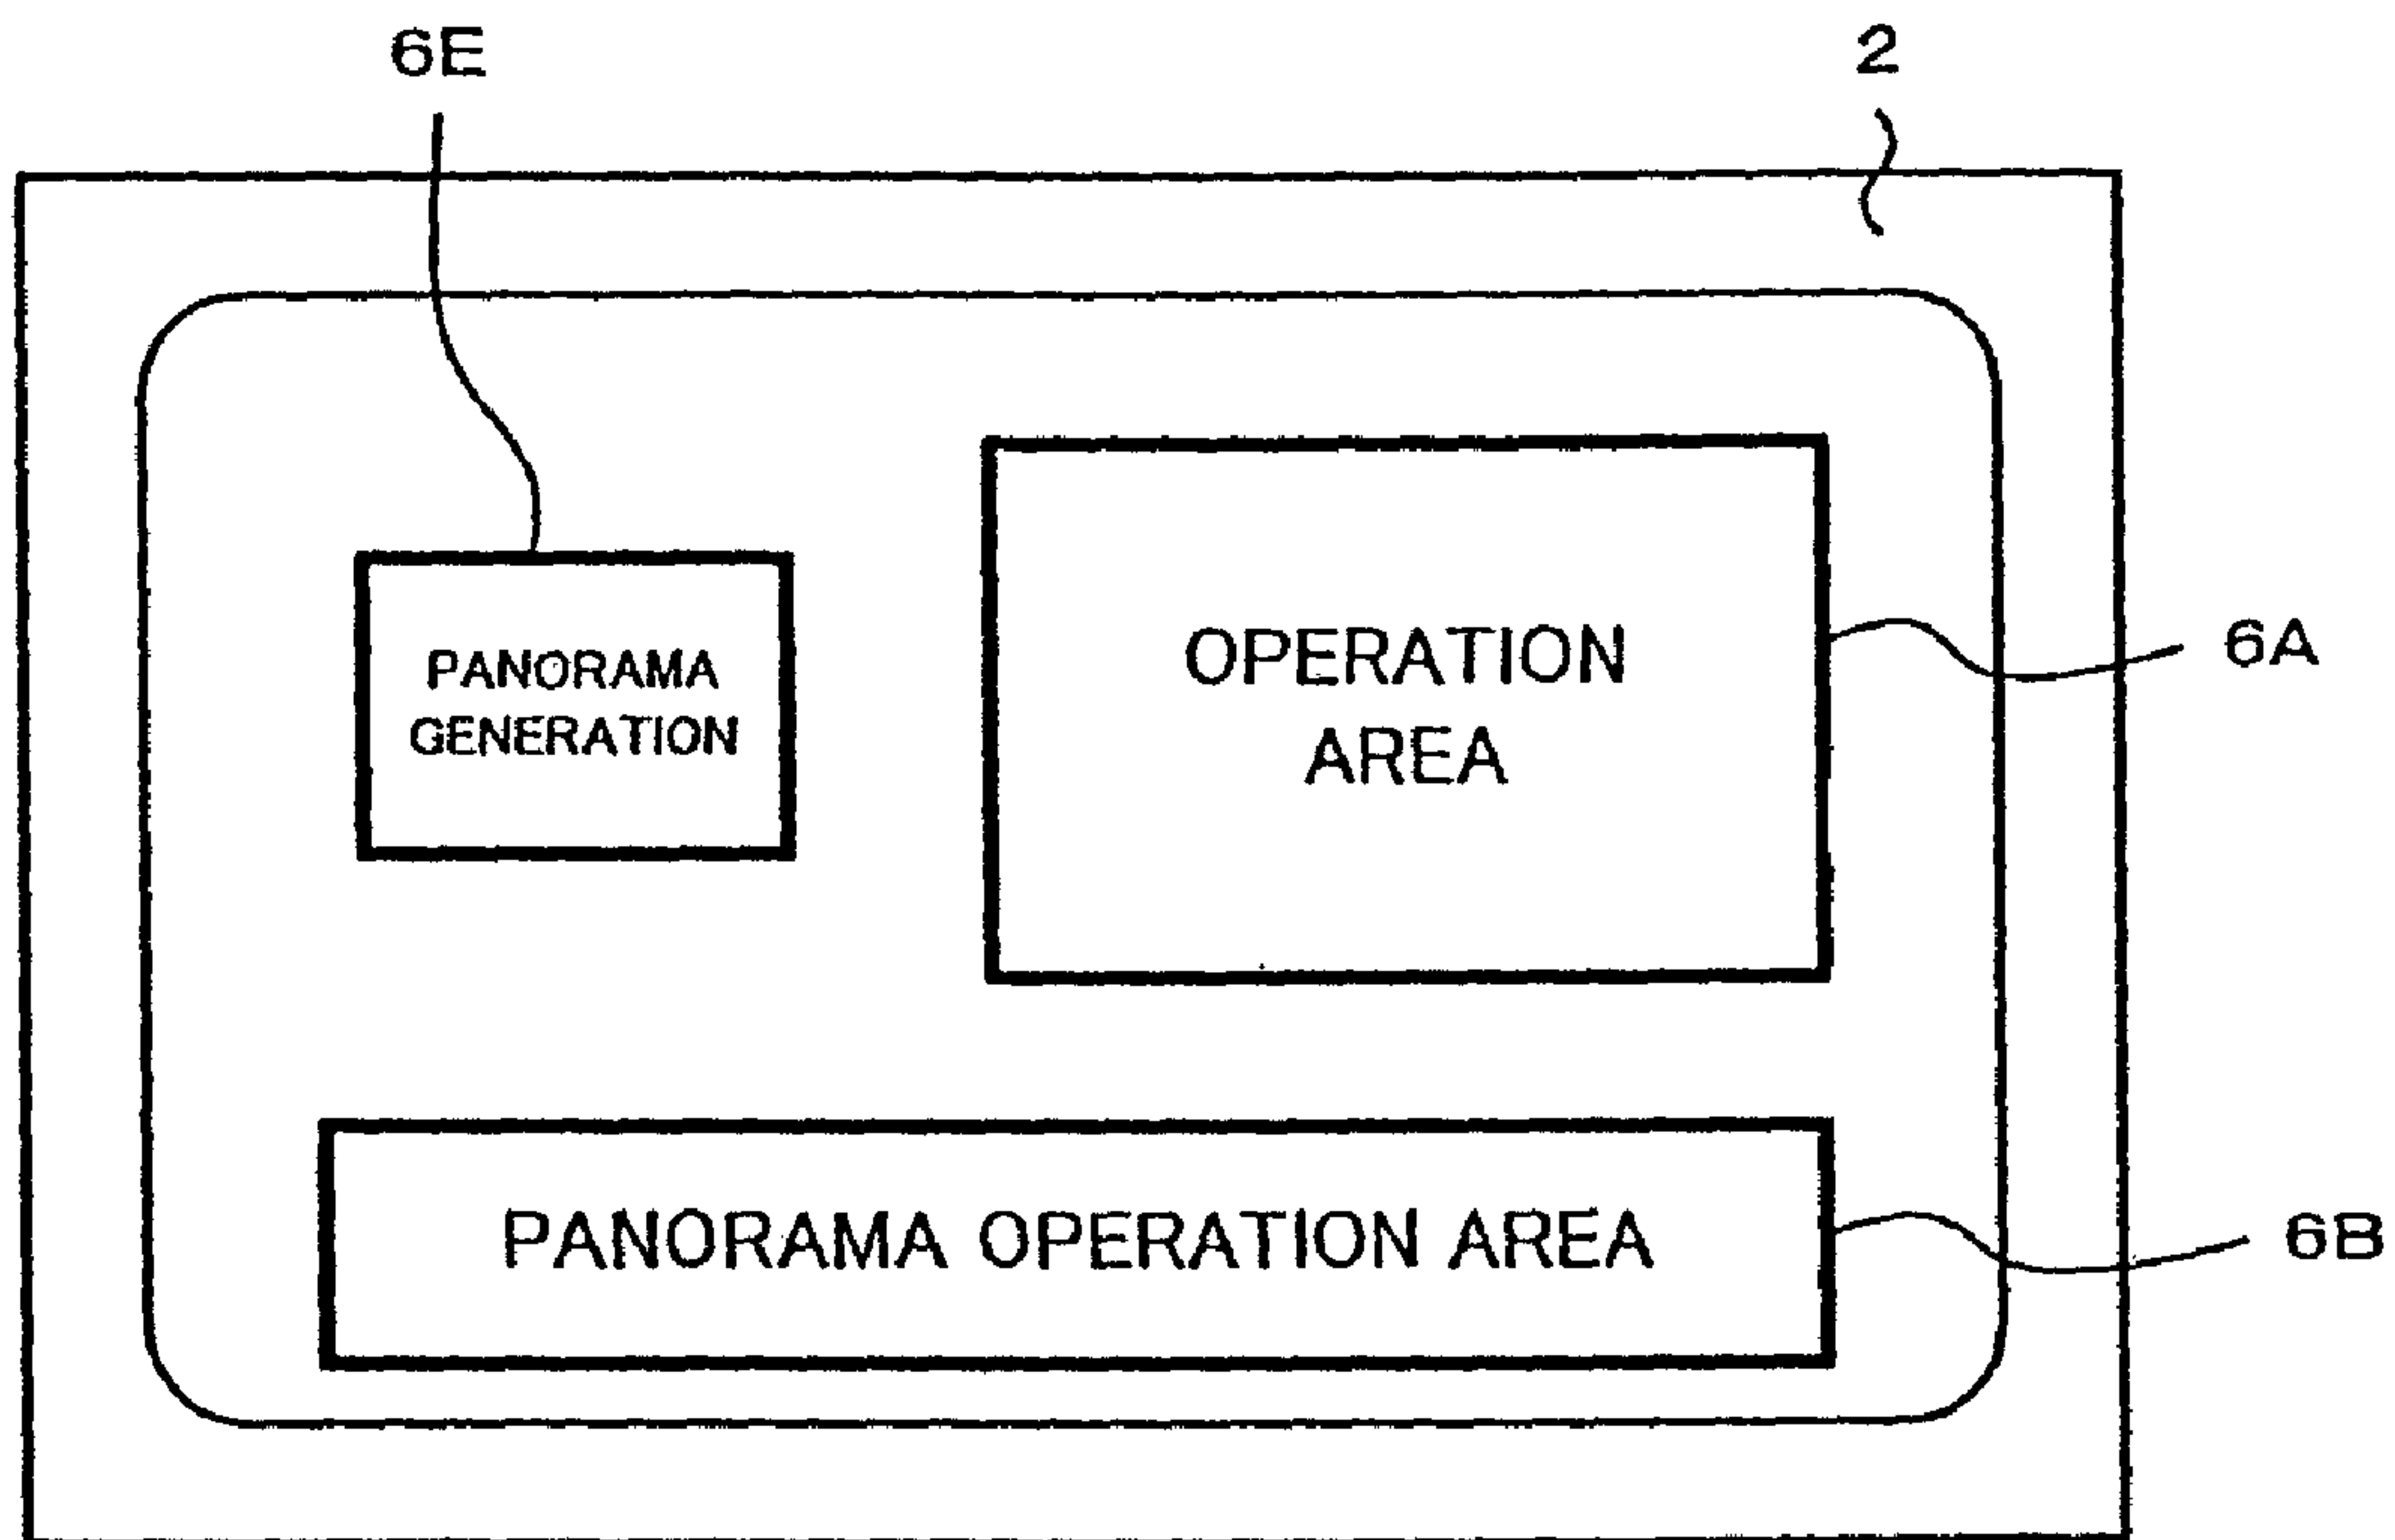 6E
2
PANORAMA
GENERATION
OPERATION
AREA
6A
PANORAMA OPERATION AREA
6B